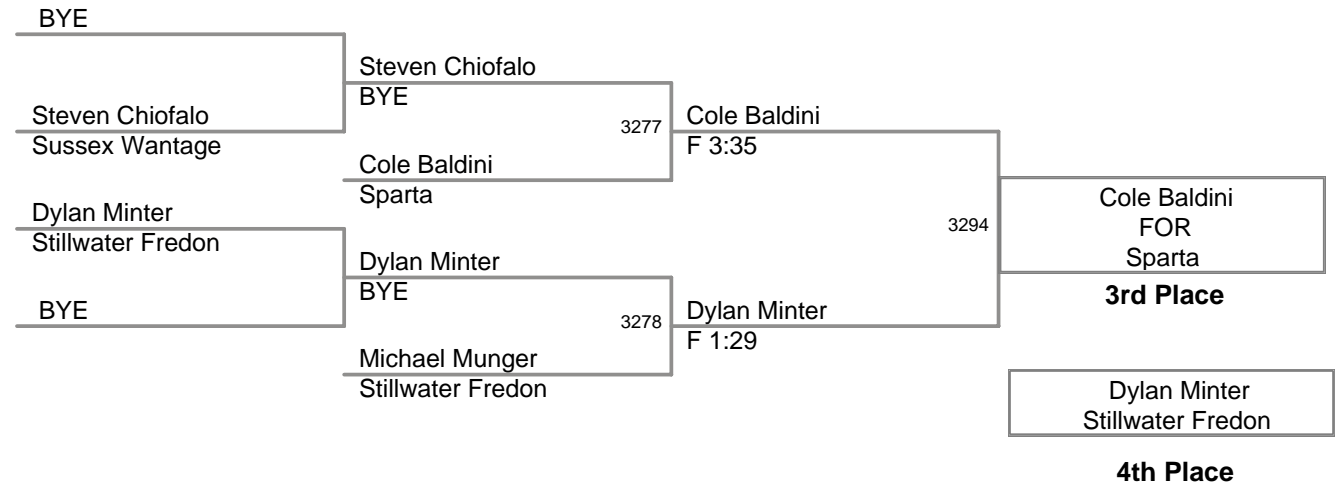 BYE
Steven Chiofalo
BYE
Steven Chiofalo
Sussex Wantage
3277
Cole Baldini
F 3:35
Cole Baldini
Sparta
Dylan Minter
Stillwater Fredon
3294
Cole Baldini
FOR
Sparta
3rd Place
Dylan Minter
BYE
BYE
3278
Dylan Minter
F 1:29
Michael Munger
Stillwater Fredon
Dylan Minter
Stillwater Fredon
4th Place